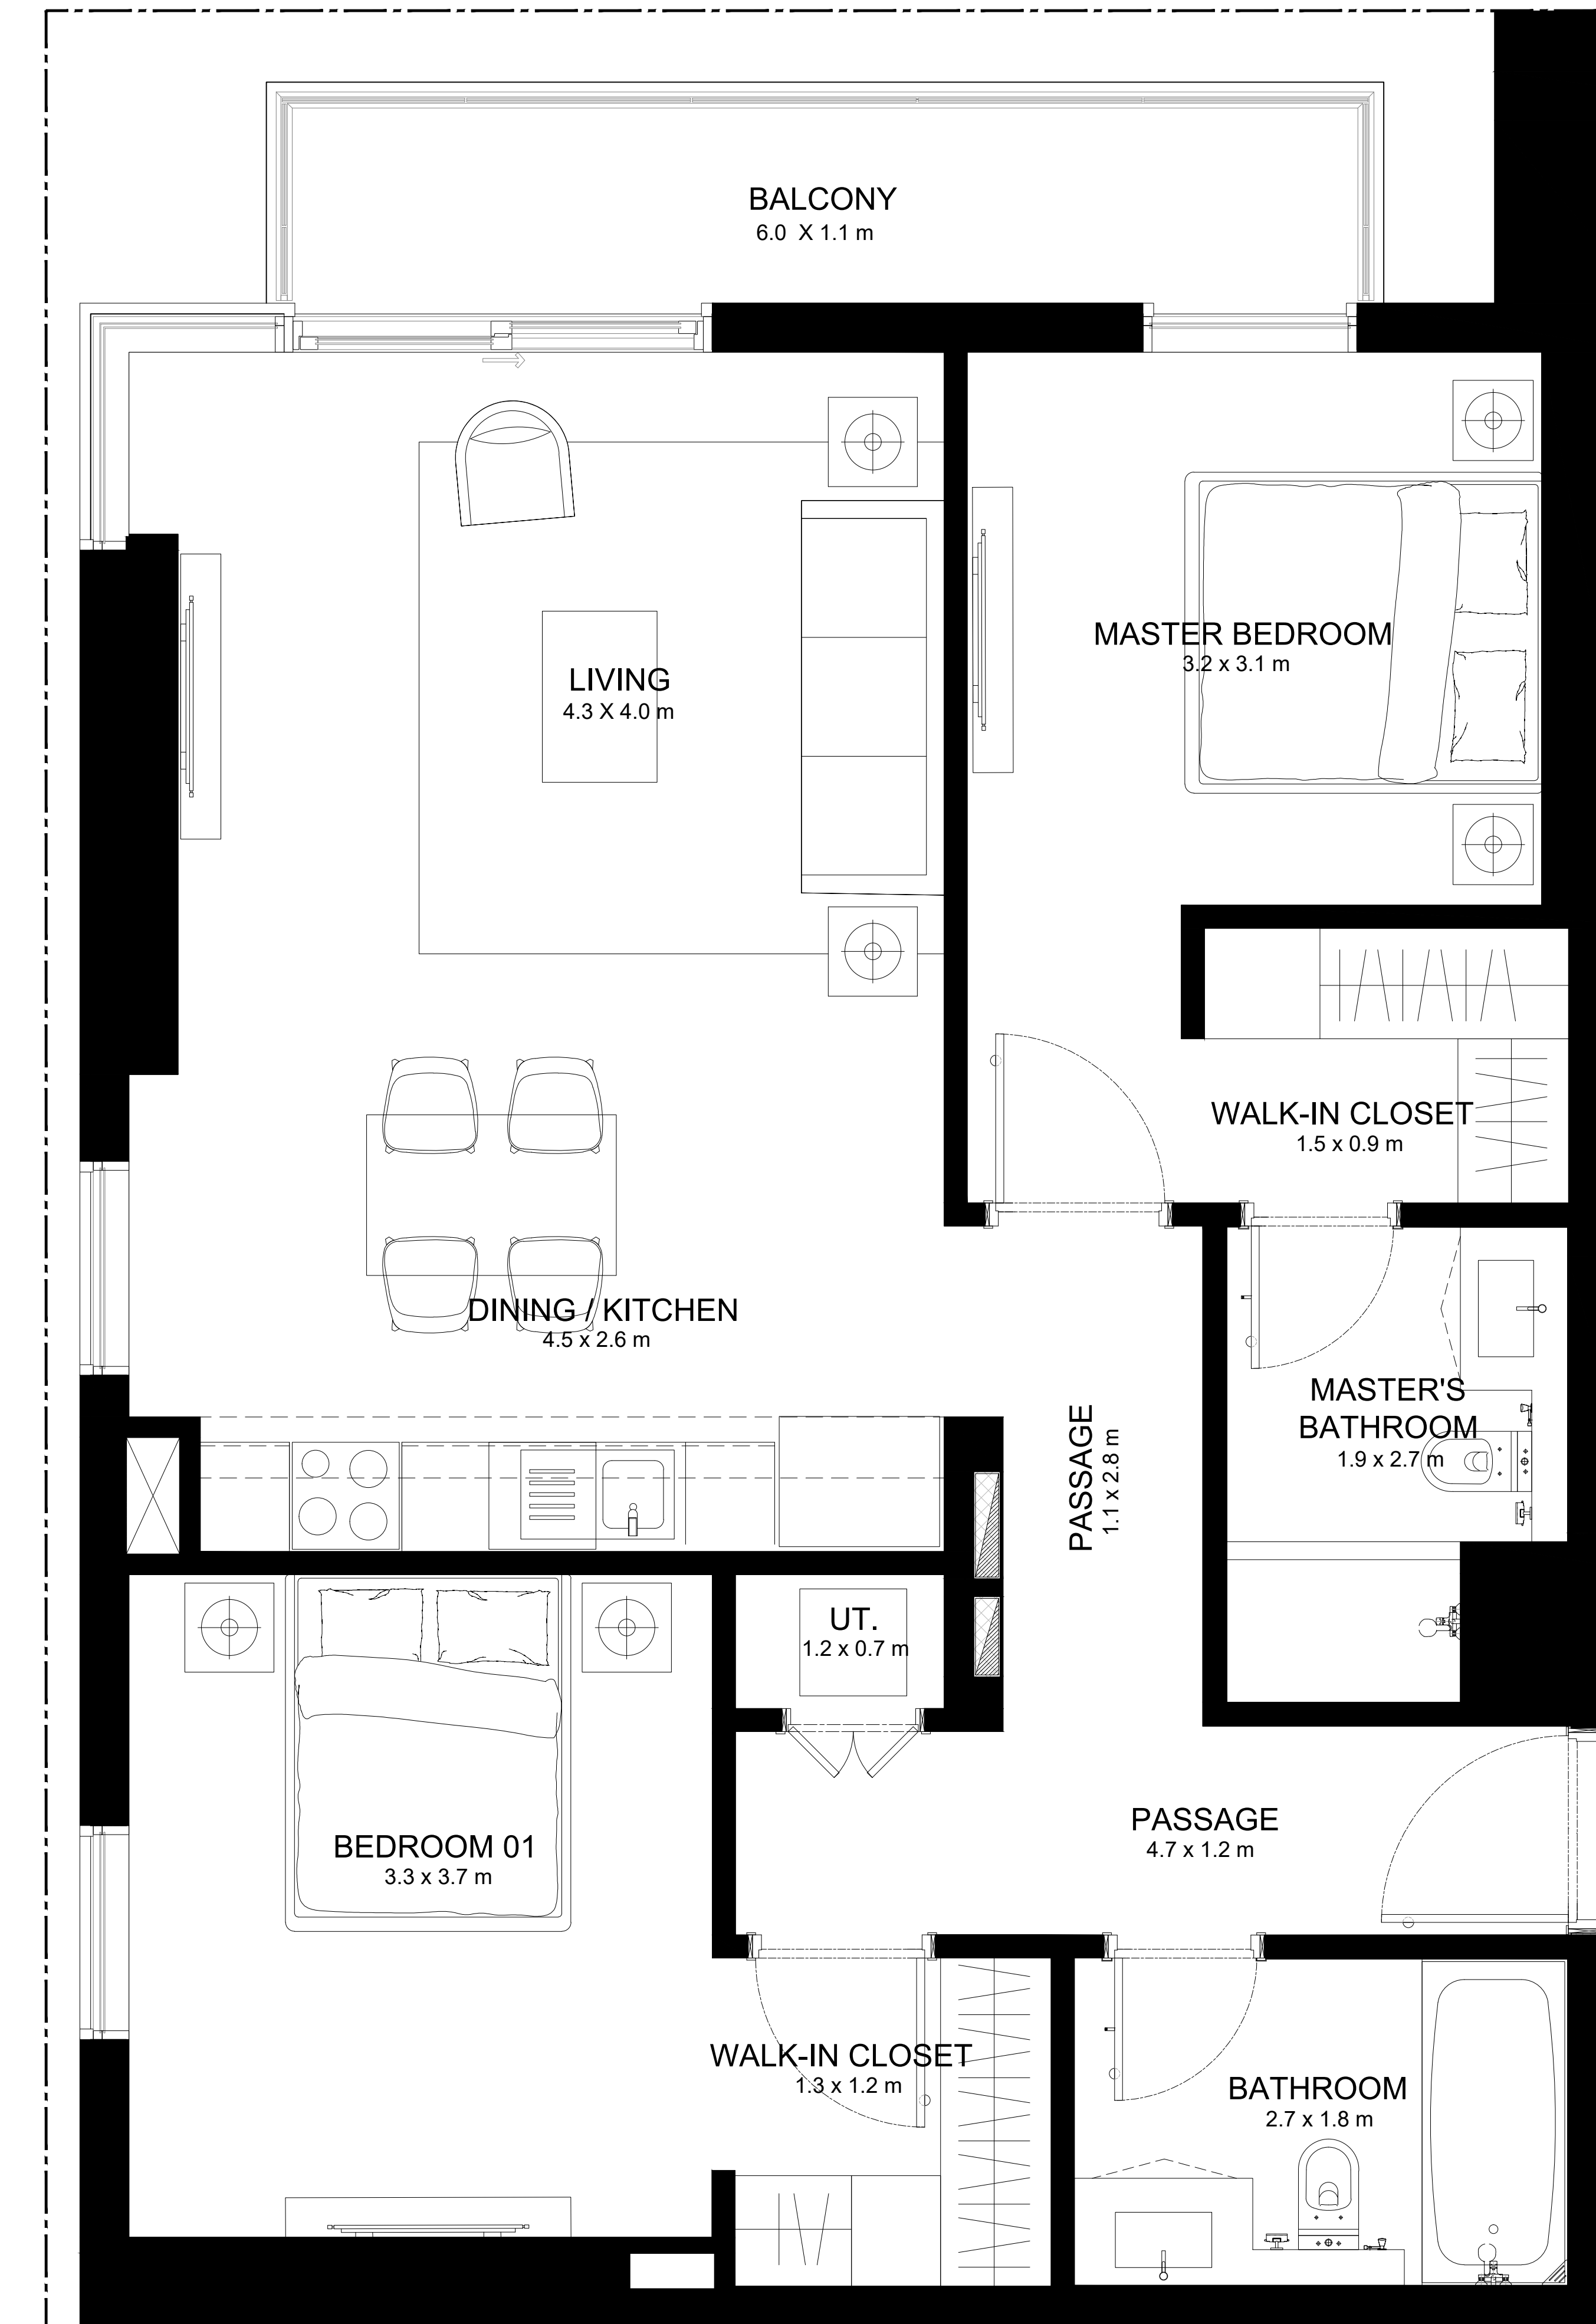 BALCONY
6.0 X 1.1 m
MASTER BEDROOM
3.2 x 3.1 m
LIVING
4.3 X 4.0 m
WALK-IN CLOSET
1.5 x 0.9 m
DINING / KITCHEN
4.5 x 2.6 m
MASTER'S
BATHROOM
1.9 x 2.7 m
PASSAGE
1.1 x 2.8 m
UT.
1.2 x 0.7 m
PASSAGE
4.7 x 1.2 m
BEDROOM 01
3.3 x 3.7 m
WALK-IN CLOSET
1.3 x 1.2 m
BATHROOM
2.7 x 1.8 m